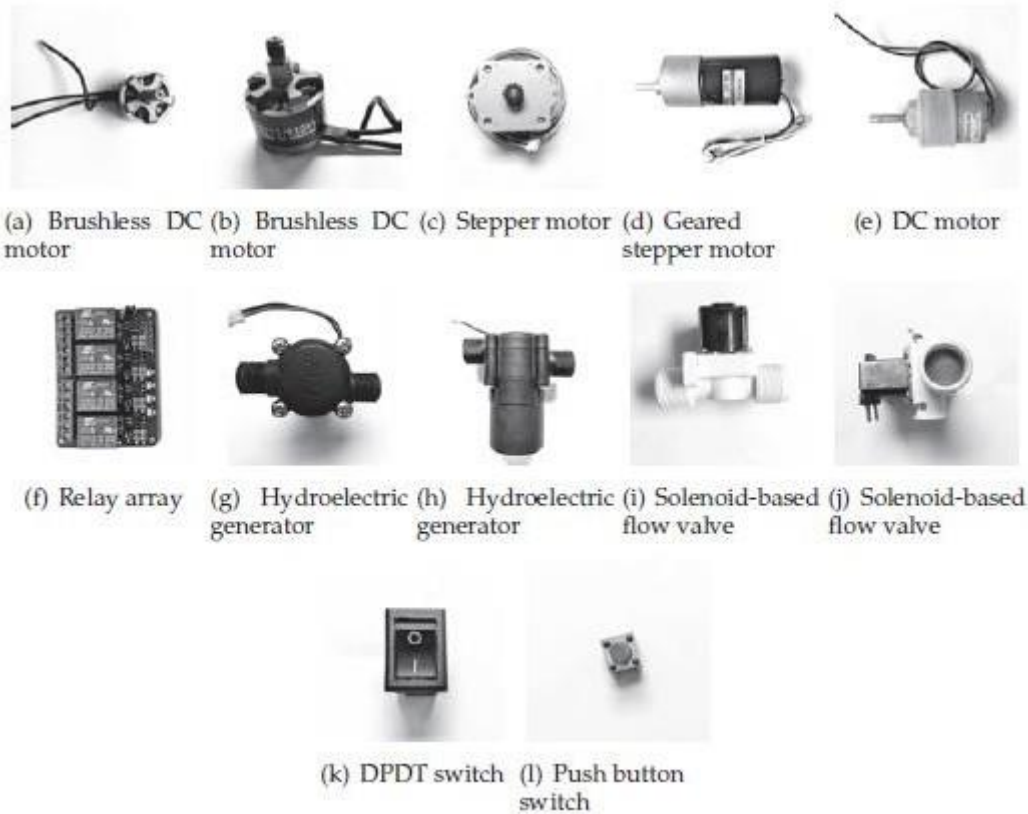 (a) Brushless DC
motor
(b) Brushless DC
motor
(c) Stepper motor
(d) Geared
stepper motor
(e) DC motor
(f) Relay array
(g) Hydroelectric
generator
(h) Hydroelectric
generator
(i) Solenoid-based
flow valve
(j) Solenoid-based
flow valve
(k) DPDT switch
(l) Push button
switch